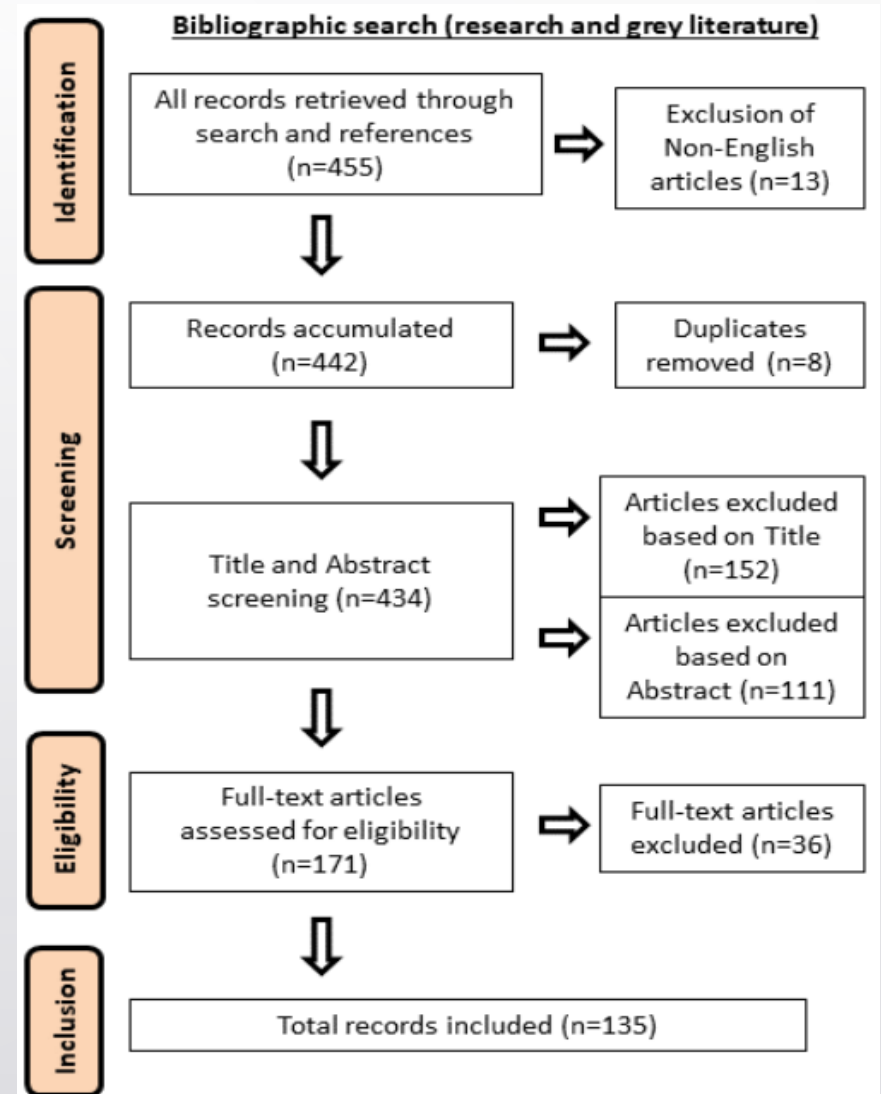 Bibliographic search (research and grey literature)
Identification
All records retrieved through
search and references
(n=455)
Exclusion of
Non-English
articles (n=13)
Screening
Records accumulated
(n=442)
Duplicates
removed (n=8)
Title and Abstract
screening (n=434)
Articles excluded
based on Title
(n=152)
Articles excluded
based on
Abstract (n=111)
Eligibility
Full-text articles
assessed for eligibility
(n=171)
Full-text articles
excluded (n=36)
Inclusion
Total records included (n=135)